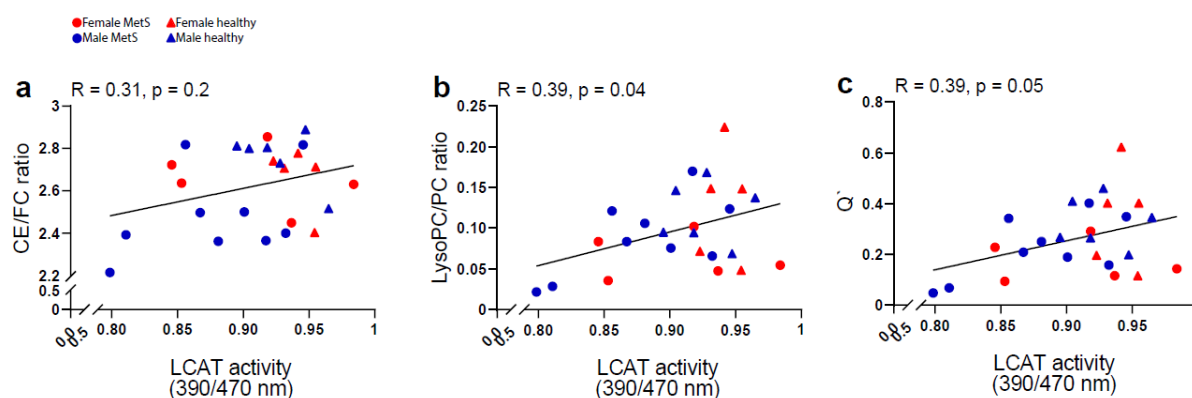 Female MetS Female healthy
Male MetS Male healthy
a
R = 0.31, p = 0.2
CE/FC ratio
3
2.8
2.6
2.4
2.2
0.5
0
0.0
0.5
0.80
0.85
0.90
0.95
1
LCAT activity
(390/470 nm)
b
R = 0.39, p = 0.04
LysoPC/PC ratio
0.25
0.20
0.15
0.10
0.05
0
0.0
0.5
0.80
0.85
0.90
0.95
1
LCAT activity
(390/470 nm)
c
R = 0.39, p = 0.05
Q'
0.8
0.6
0.4
0.2
0
0.0
0.5
0.80
0.85
0.90
0.95
LCAT activity
(390/470 nm)